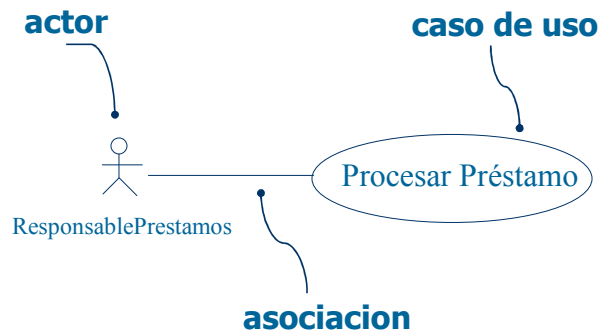 actor
caso de uso
Procesar Préstamo
ResponsablePrestamos
asociacion